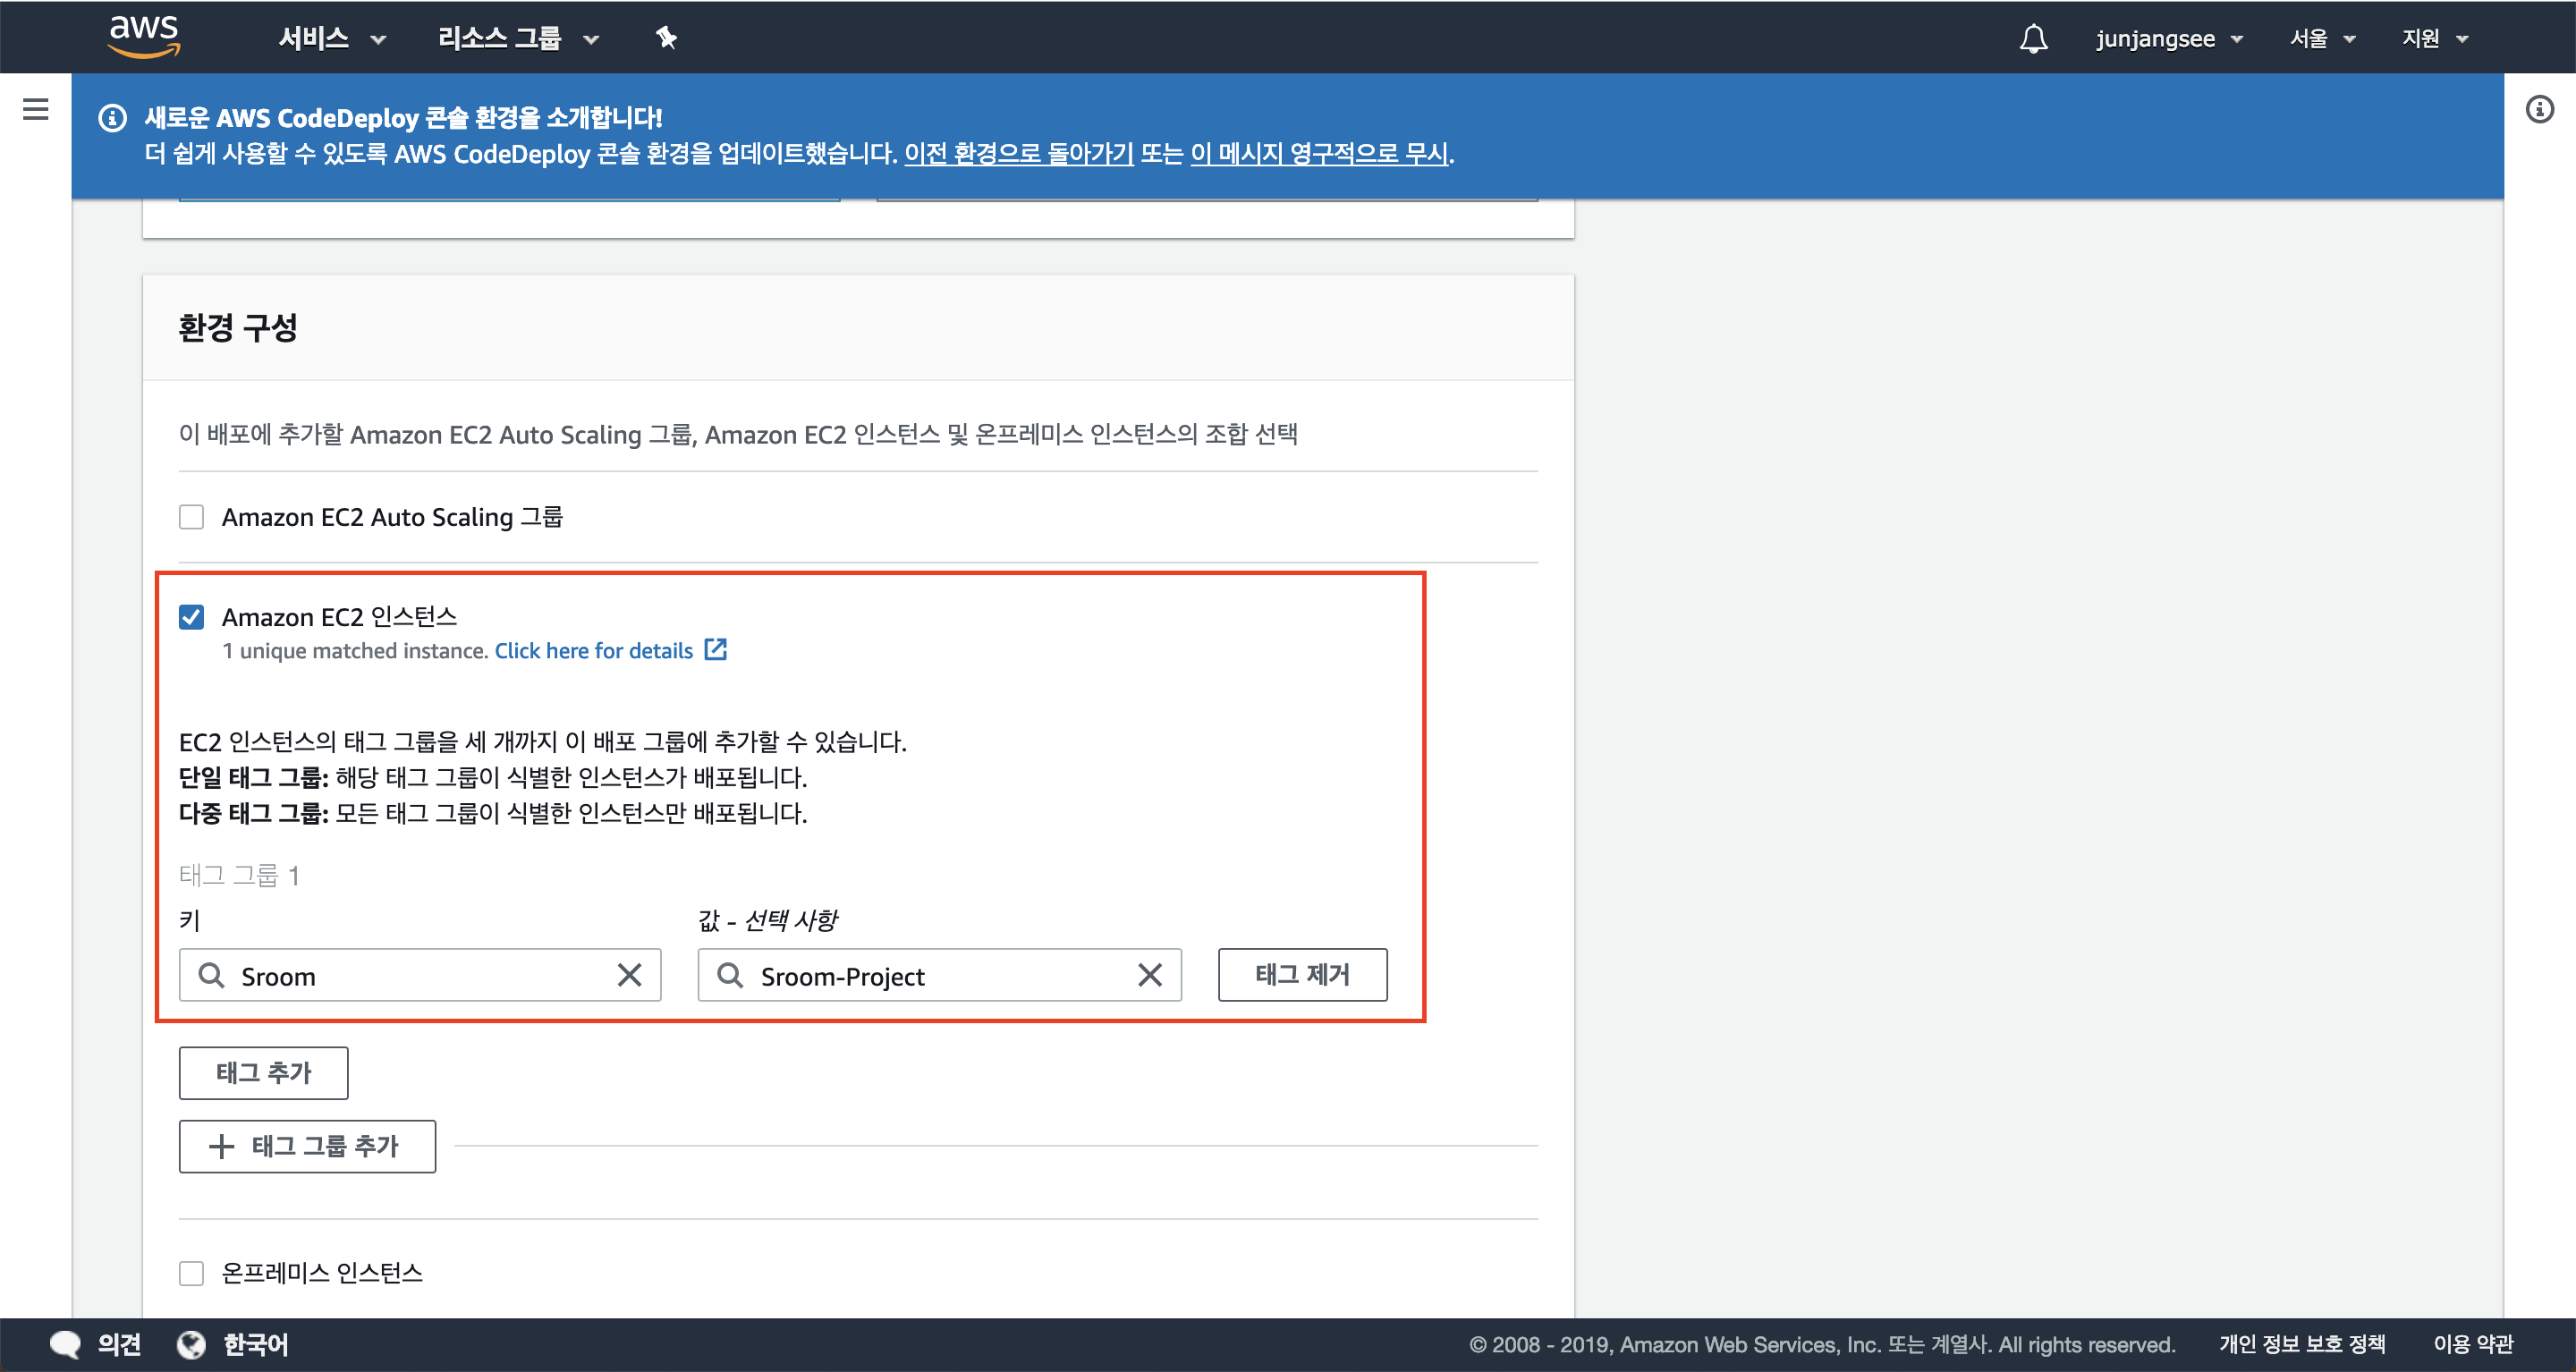 aws 서비스 리소스 그룹 junjangsee 서울 지원
새로운 AWS CodeDeploy 콘솔 환경을 소개합니다!
더 쉽게 사용할 수 있도록 AWS CodeDeploy 콘솔 환경을 업데이트했습니다. 이전 환경으로 돌아가기 또는 이 메시지 영구적으로 무시.
환경 구성
이 배포에 추가할 Amazon EC2 Auto Scaling 그룹, Amazon EC2 인스턴스 및 온프레미스 인스턴스의 조합 선택
Amazon EC2 Auto Scaling 그룹
Amazon EC2 인스턴스
1 unique matched instance. Click here for details
EC2 인스턴스의 태그 그룹을 세 개까지 이 배포 그룹에 추가할 수 있습니다.
단일 태그 그룹: 해당 태그 그룹이 식별한 인스턴스가 배포됩니다.
다중 태그 그룹: 모든 태그 그룹이 식별한 인스턴스만 배포됩니다.
태그 그룹 1
키 값 - 선택 사항
Sroom Sroom-Project 태그 제거
태그 추가
태그 그룹 추가
온프레미스 인스턴스
의견 한국어 © 2008 - 2019, Amazon Web Services, Inc. 또는 계열사. All rights reserved. 개인 정보 보호 정책 이용 약관